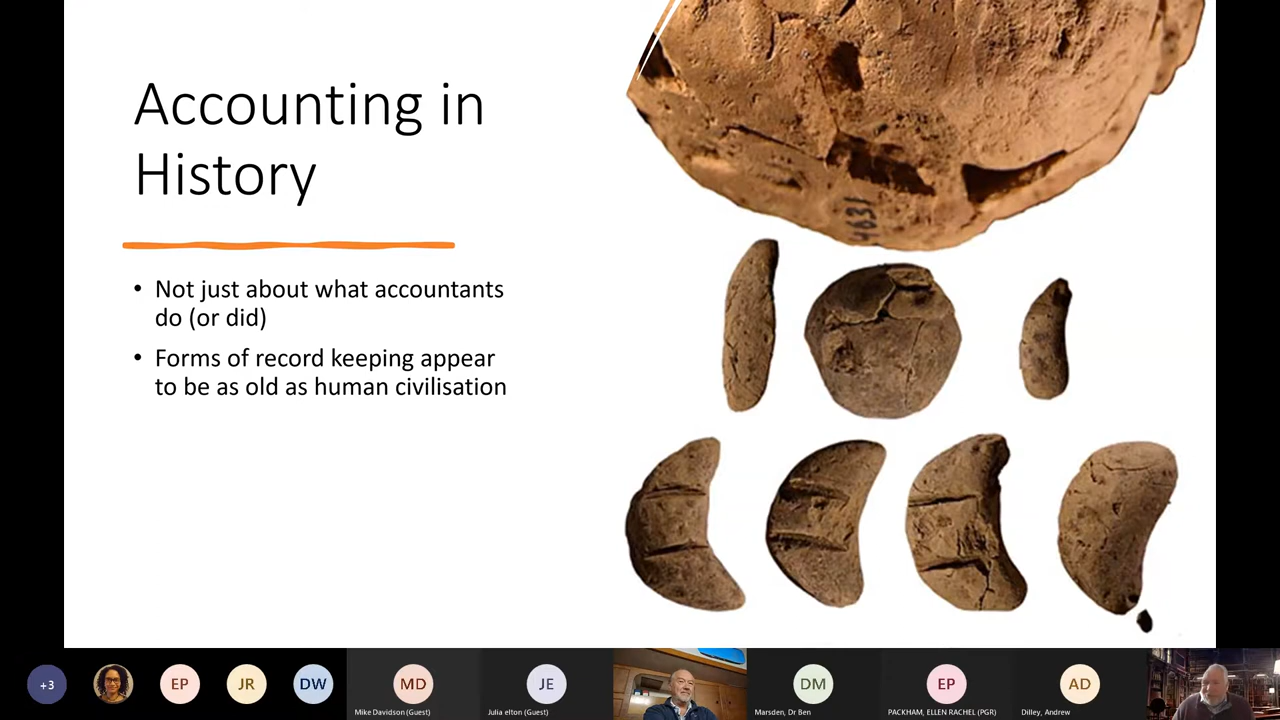 Accounting in
History
• Not just about what accountants
do (or did)
• Forms of record keeping appear
to be as old as human civilisation
4631
+3
EP
JR
DW
MD
Mike Davidson (Guest)
JE
Julia elton (Guest)
DM
Marsden, Dr Ben
EP
PACKHAM, ELLEN RACHEL (PGR)
AD
Dilley, Andrew